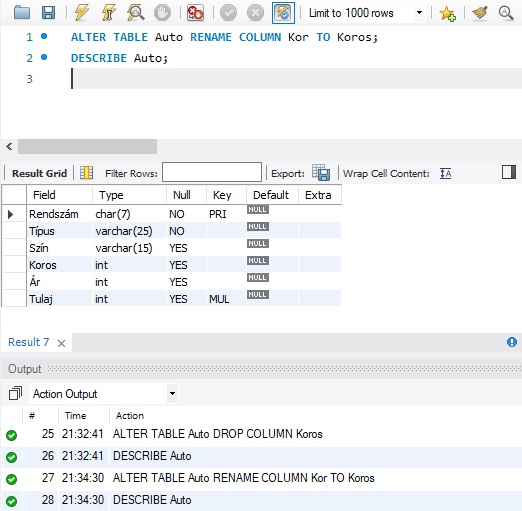 Limit to 1000 rows
1 ALTER TABLE Auto RENAME COLUMN Kor TO Koros;
2 DESCRIBE Auto;
3
Result Grid Filter Rows: Export: Wrap Cell Content:
Field Type Null Key Default Extra
Rendszám char(7) NO PRI NULL
Típus varchar(25) NO NULL
Szín varchar(15) YES NULL
Koros int YES NULL
Ár int YES NULL
Tulaj int YES MUL NULL
Result 7
Output
Action Output
# Time Action
25 21:32:41 ALTER TABLE Auto DROP COLUMN Koros
26 21:32:41 DESCRIBE Auto
27 21:34:30 ALTER TABLE Auto RENAME COLUMN Kor TO Koros
28 21:34:30 DESCRIBE Auto